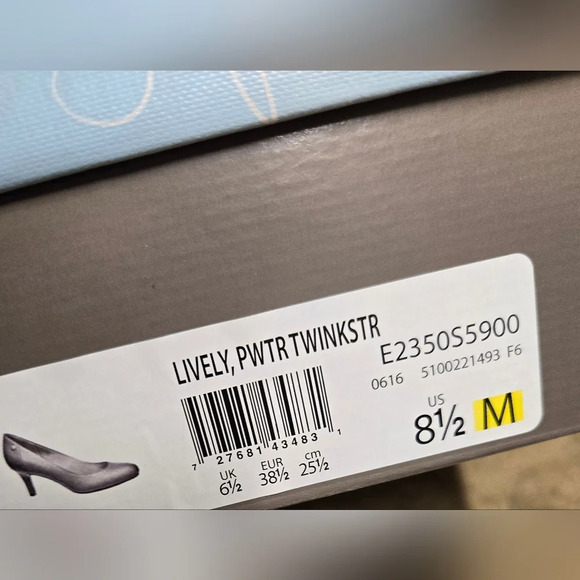 LIVELY, PWTR TWINKSTR
E2350S5900
0616 5100221493 F6
7 27681 43483 1
US
8½ M
UK EUR cm
6½ 38½ 25½